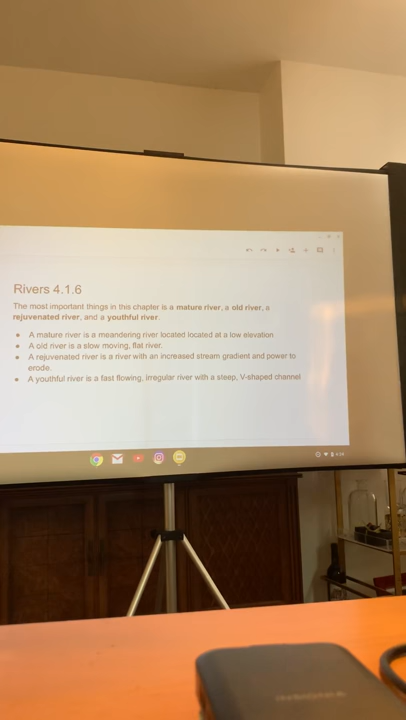 Rivers 4.1.6
The most important things in this chapter is a mature river, a old river, a
rejuvenated river, and a youthful river.
● A mature river is a meandering river located located at a low elevation
● A old river is a slow moving, flat river.
● A rejuvenated river is a river with an increased stream gradient and power to
erode.
● A youthful river is a fast flowing, irregular river with a steep, V-shaped channel